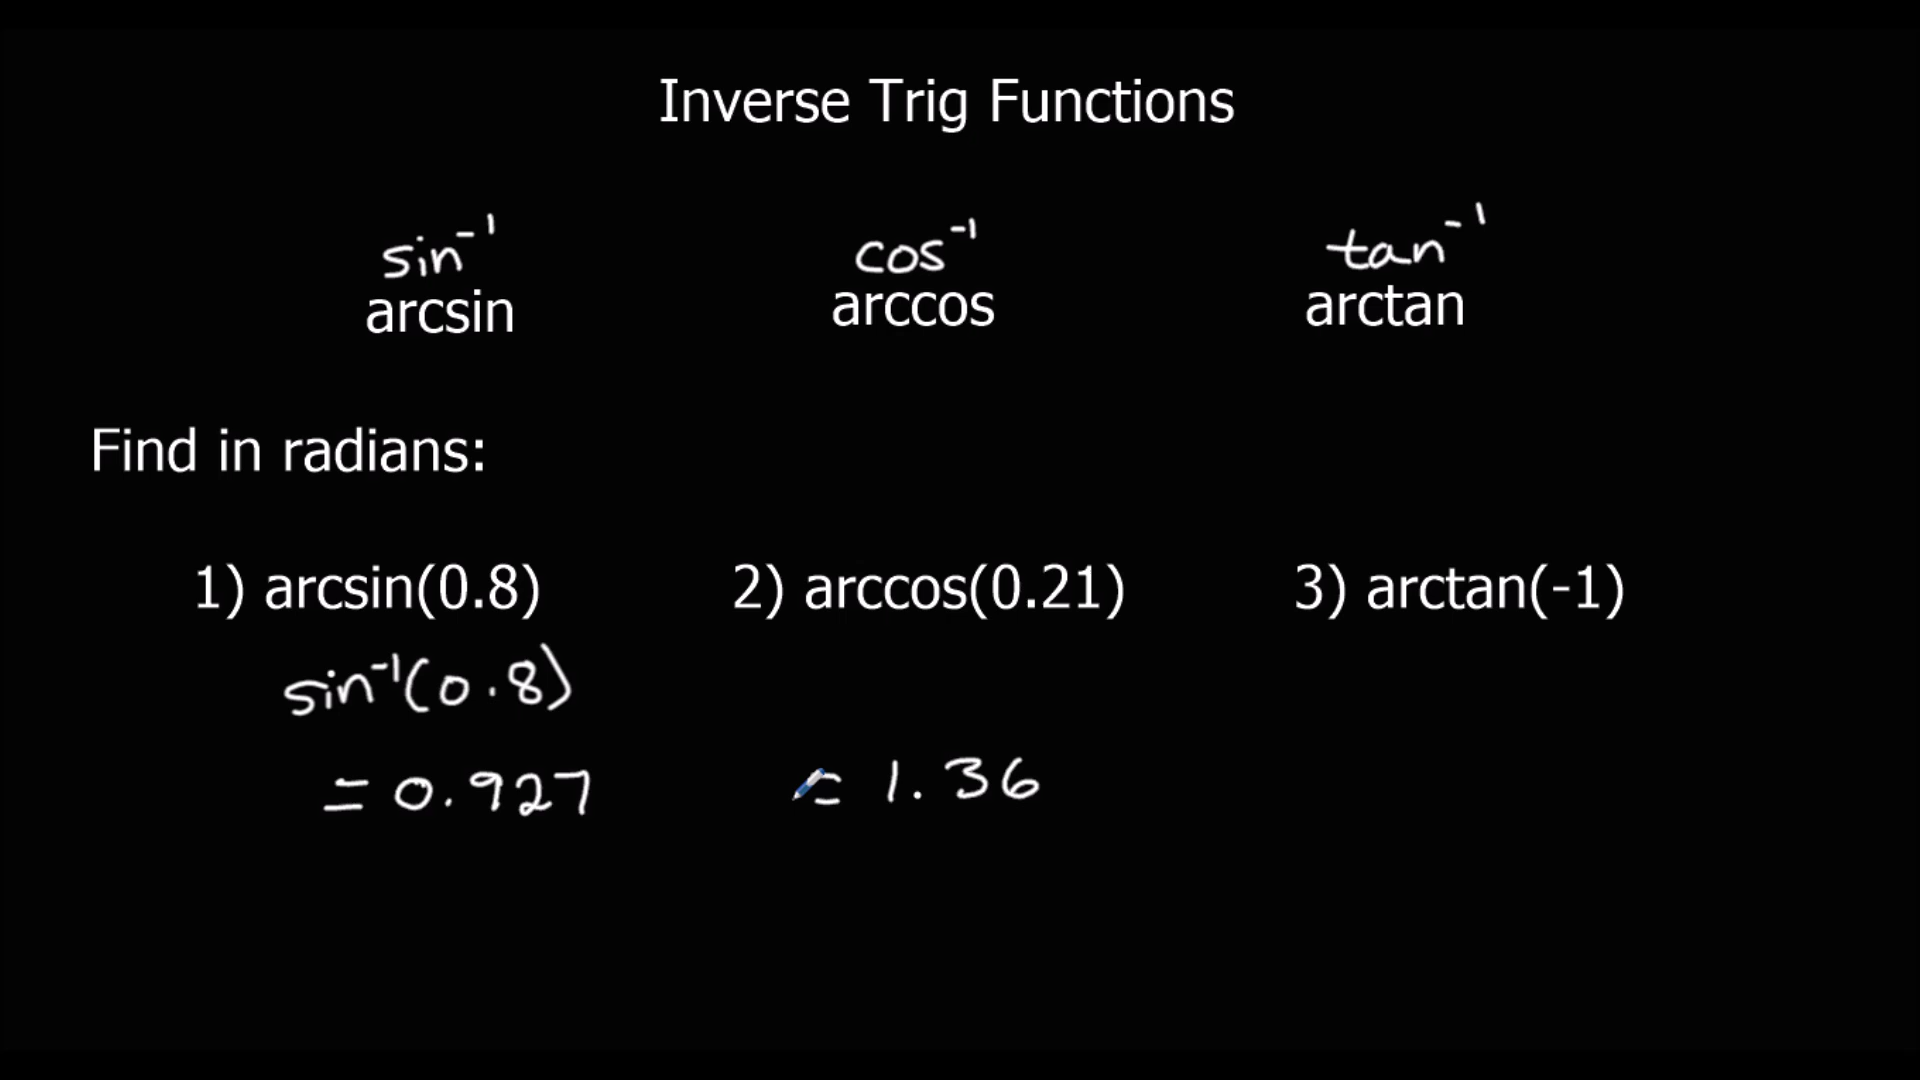 Inverse Trig Functions
sin⁻¹ cos⁻¹ tan⁻¹
arcsin arccos arctan
Find in radians:
1) arcsin(0.8) 2) arccos(0.21) 3) arctan(-1)
sin⁻¹(0.8)
= 0.927 = 1.36